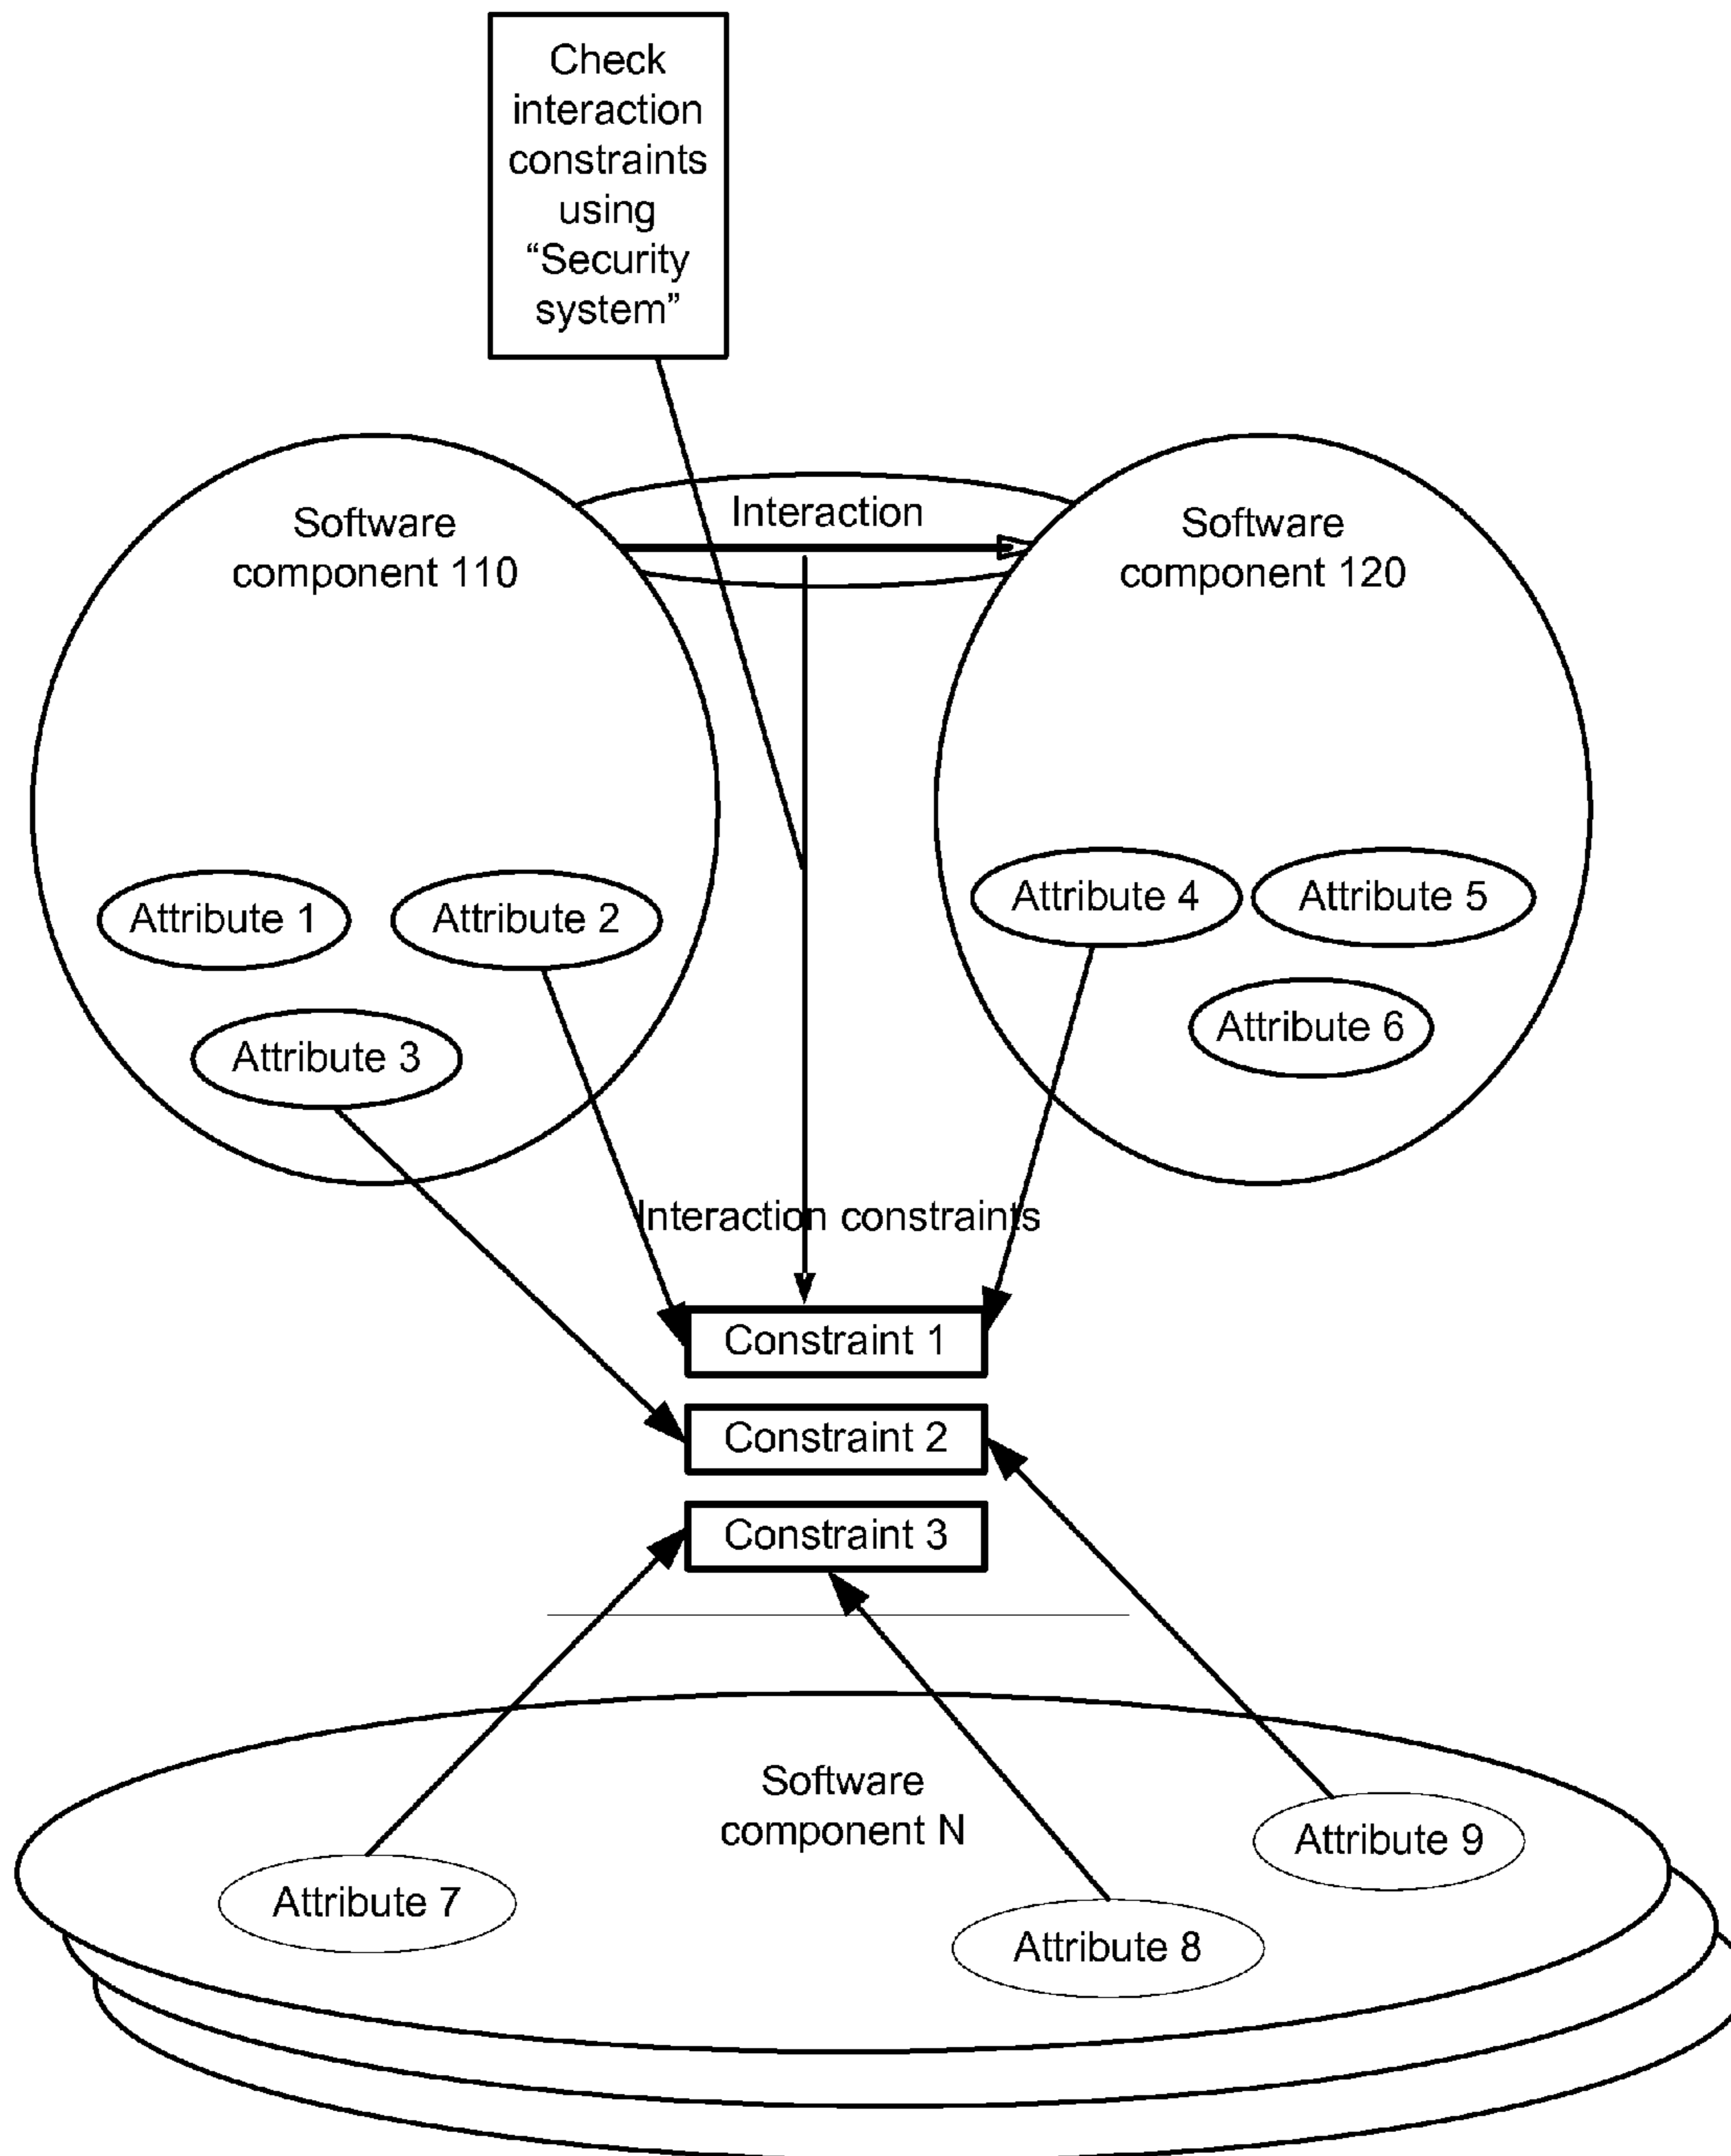 Check
interaction
constraints
using
“Security
system”
Interaction
Software
component 110
Software
component 120
Attribute 1
Attribute 2
Attribute 3
Attribute 4
Attribute 5
Attribute 6
Interaction constraints
Constraint 1
Constraint 2
Constraint 3
Software
component N
Attribute 7
Attribute 8
Attribute 9